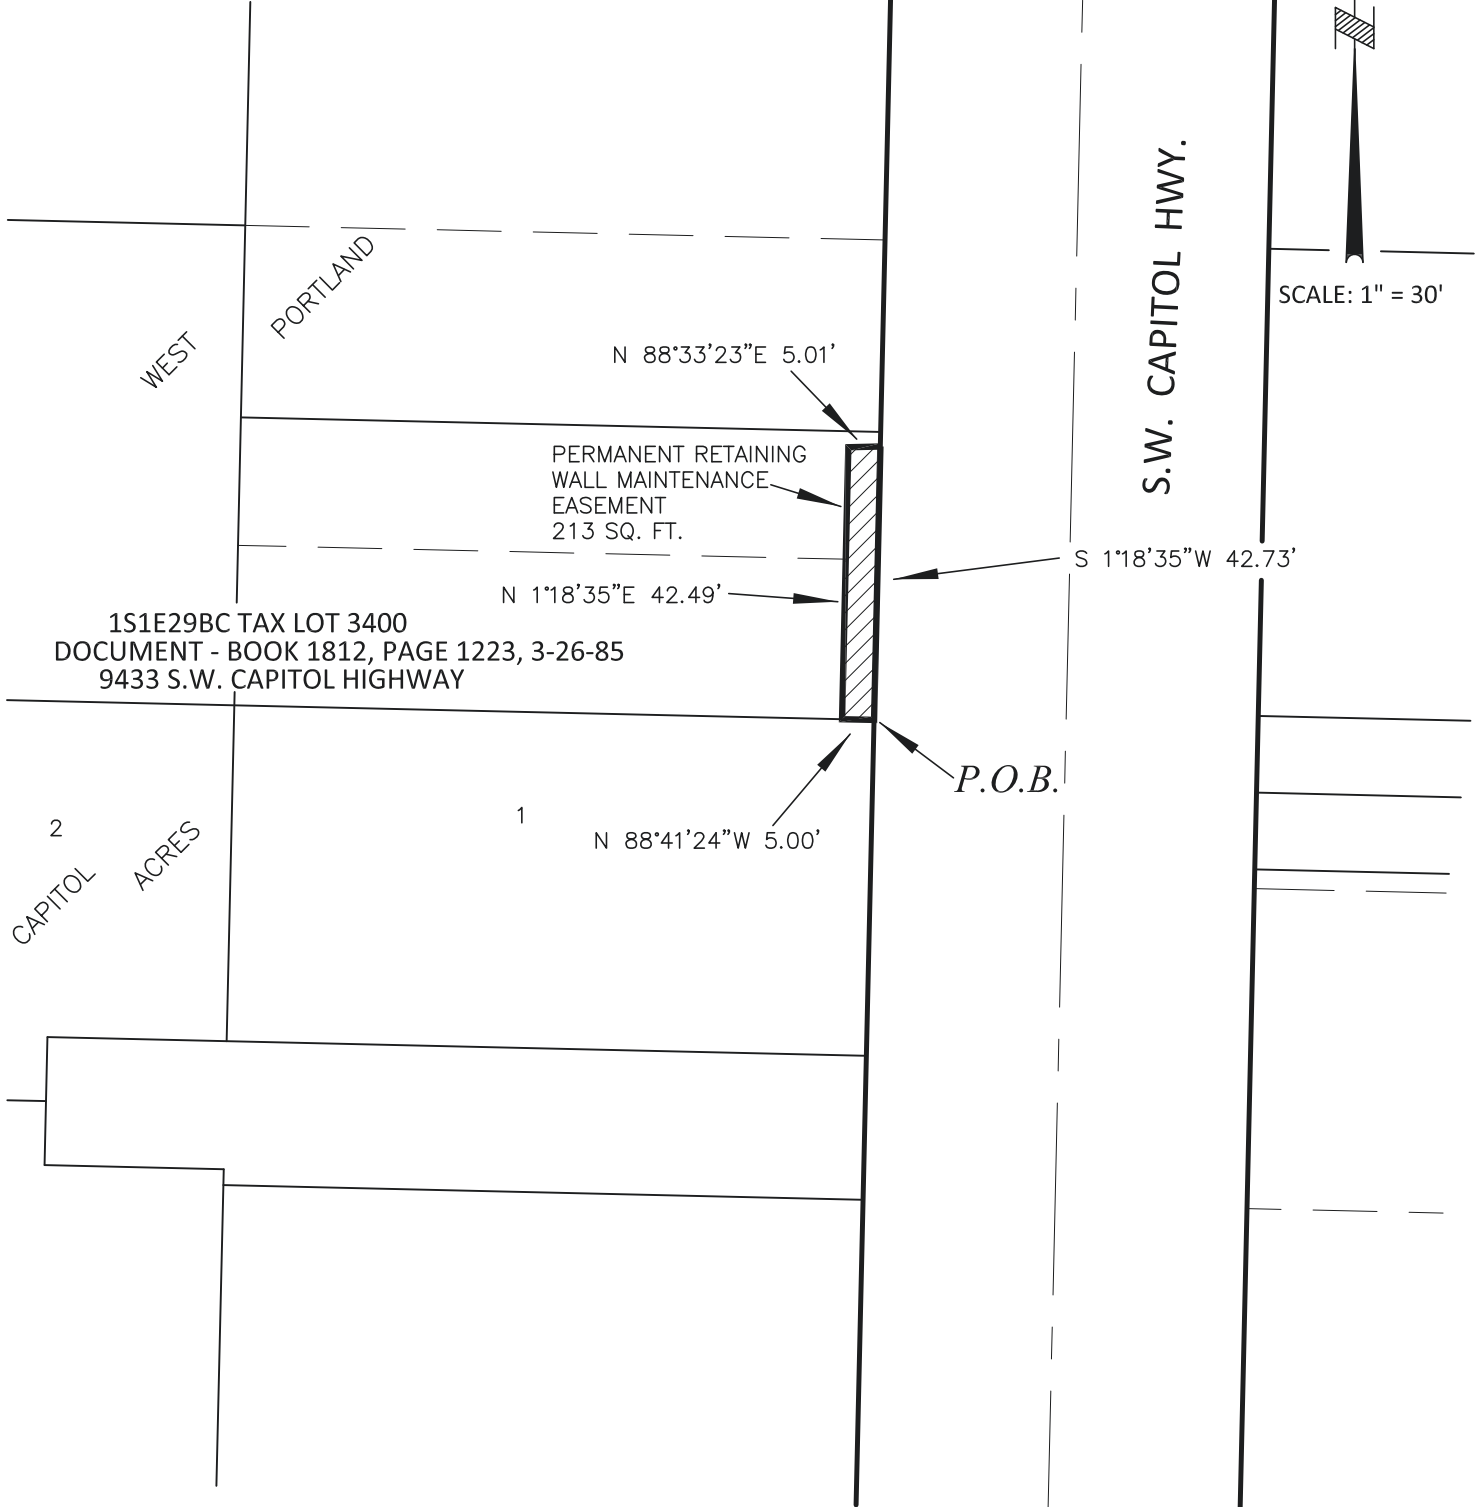 S.W. CAPITOL HWY.
SCALE: 1" = 30'
WEST PORTLAND
N 88°33'23"E 5.01'
PERMANENT RETAINING
WALL MAINTENANCE
EASEMENT
213 SQ. FT.
S 1°18'35"W 42.73'
N 1°18'35"E 42.49'
1S1E29BC TAX LOT 3400
DOCUMENT - BOOK 1812, PAGE 1223, 3-26-85
9433 S.W. CAPITOL HIGHWAY
P.O.B.
2
1
N 88°41'24"W 5.00'
CAPITOL ACRES